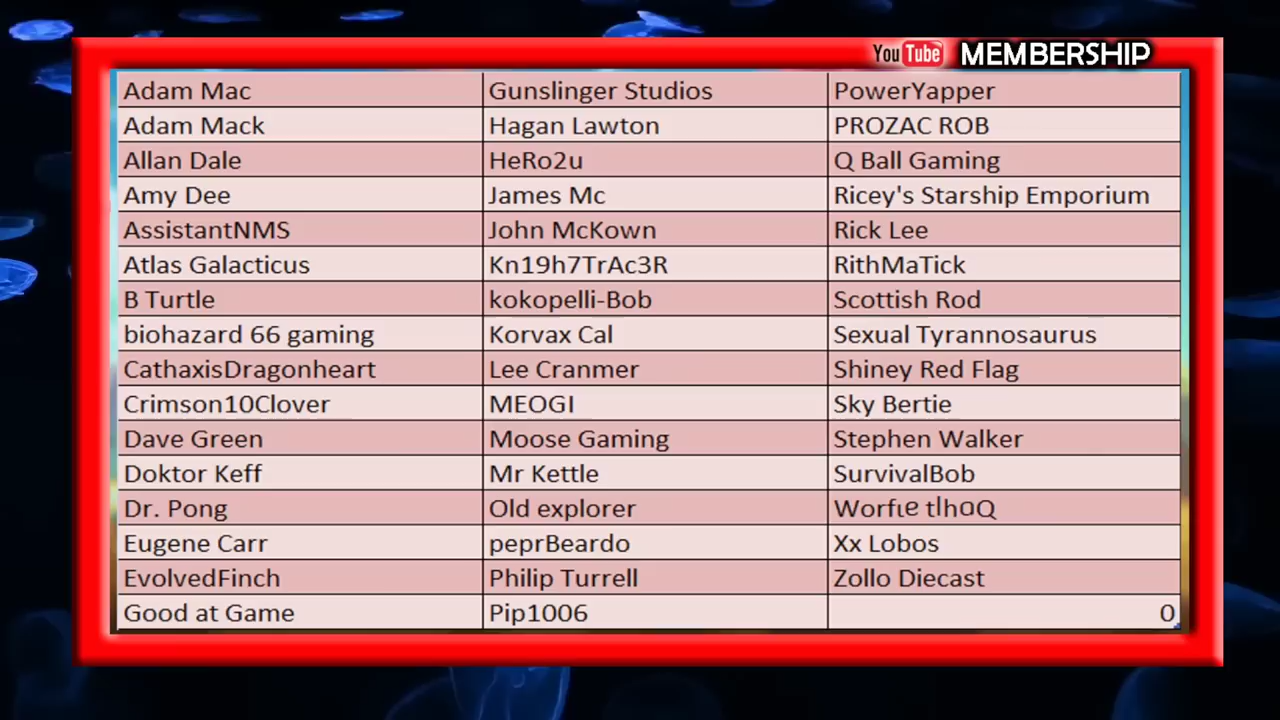 YouTube MEMBERSHIP
Adam Mac Gunslinger Studios PowerYapper
Adam Mack Hagan Lawton PROZAC ROB
Allan Dale HeRo2u Q Ball Gaming
Amy Dee James Mc Ricey's Starship Emporium
AssistantNMS John McKown Rick Lee
Atlas Galacticus Kn19h7TrAc3R RithMaTick
B Turtle kokopelli-Bob Scottish Rod
biohazard 66 gaming Korvax Cal Sexual Tyrannosaurus
CathaxisDragonheart Lee Cranmer Shiney Red Flag
Crimson10Clover MEOGI Sky Bertie
Dave Green Moose Gaming Stephen Walker
Doktor Keff Mr Kettle SurvivalBob
Dr. Pong Old explorer Worfιҽ tlhαQ
Eugene Carr peprBeardo Xx Lobos
EvolvedFinch Philip Turrell Zollo Diecast
Good at Game Pip1006 0